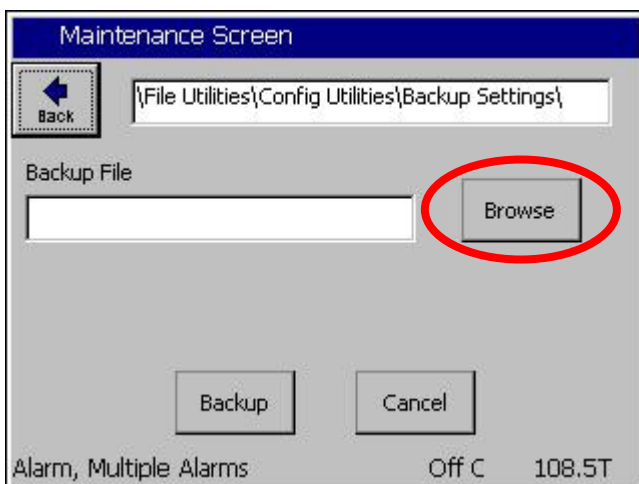 Maintenance Screen
Back
\File Utilities\Config Utilities\Backup Settings\
Backup File
Browse
Backup
Cancel
Alarm, Multiple Alarms Off C 108.5T